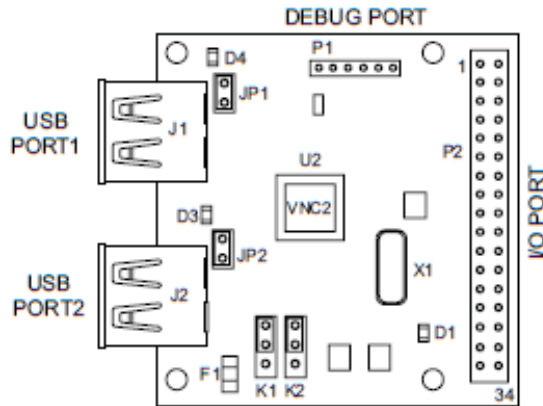 DEBUG PORT
P1
D4
JP1
1
USB
PORT1
J1
P2
U2
VNC2
I/O PORT
D3
JP2
X1
USB
PORT2
J2
D1
F1
K1
K2
34